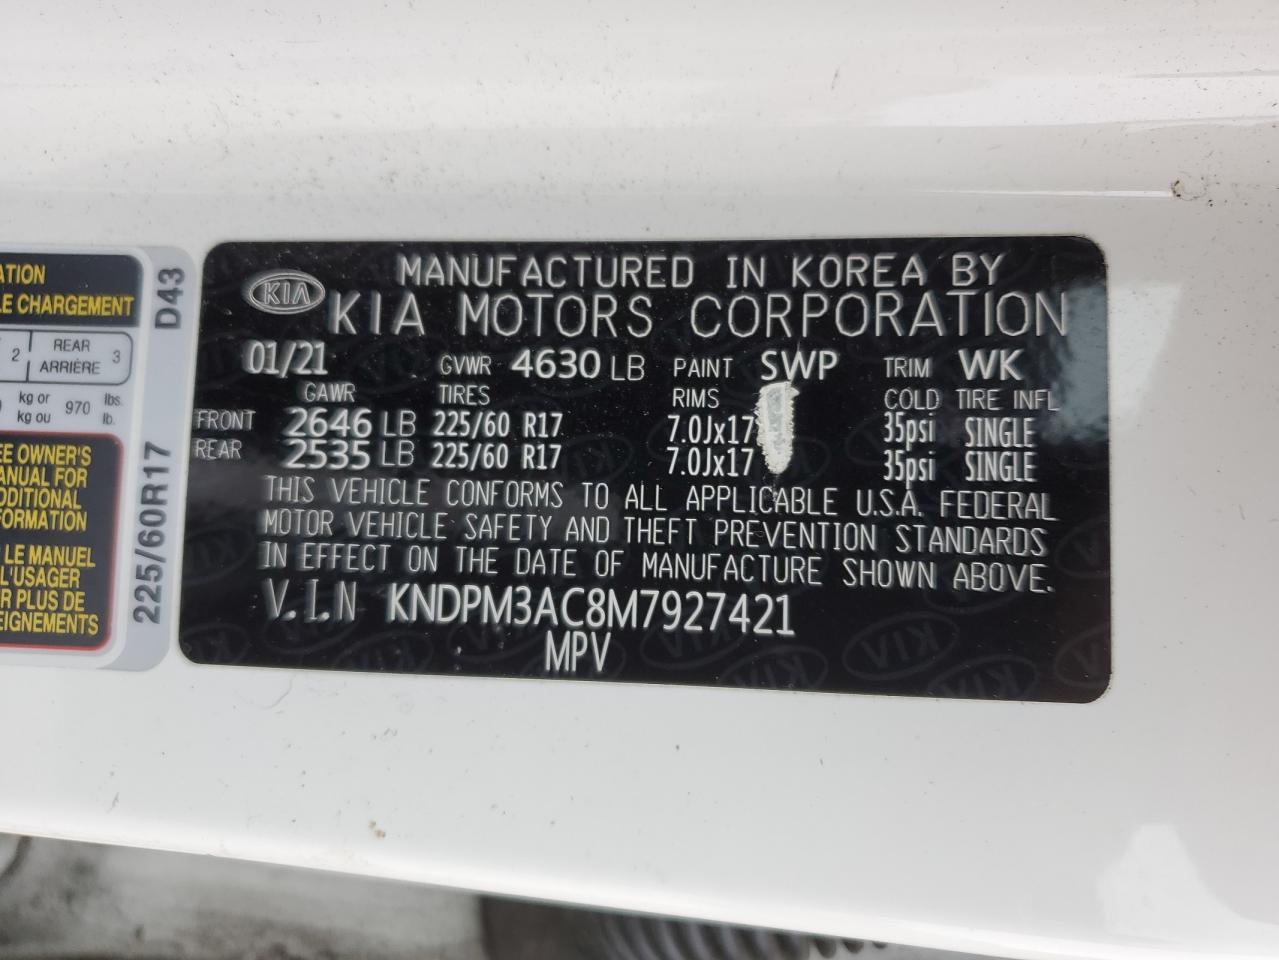 ATION
LE CHARGEMENT
2 REAR ARRIÈRE 3
kg or kg ou 970 lbs. lb.
EE OWNER'S
ANUAL FOR
DDITIONAL
FORMATION
LE MANUEL
L'USAGER
R PLUS DE
EIGNEMENTS
225/60R17 D43
KIA
MANUFACTURED IN KOREA BY
KIA MOTORS CORPORATION
01/21 GVWR 4630 LB PAINT SWP TRIM WK
GAWR TIRES RIMS COLD TIRE INFL
FRONT 2646 LB 225/60 R17 7.0Jx17 35psi SINGLE
REAR 2535 LB 225/60 R17 7.0Jx17 35psi SINGLE
THIS VEHICLE CONFORMS TO ALL APPLICABLE U.S.A. FEDERAL
MOTOR VEHICLE SAFETY AND THEFT PREVENTION STANDARDS
IN EFFECT ON THE DATE OF MANUFACTURE SHOWN ABOVE.
V.I.N KNDPM3AC8M7927421
MPV